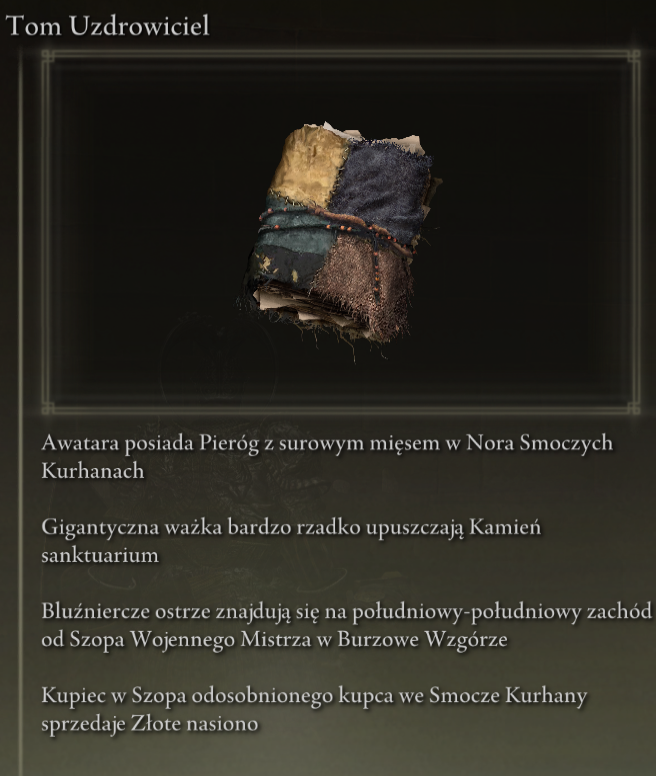 Tom Uzdrowiciel
Awatara posiada Pieróg z surowym mięsem w Nora Smoczych
Kurhanach
Gigantyczna ważka bardzo rzadko upuszczają Kamień
sanktuarium
Bluźniercze ostrze znajdują się na południowy-południowy zachód
od Szopa Wojennego Mistrza w Burzowe Wzgórze
Kupiec w Szopa odosobnionego kupca we Smocze Kurhany
sprzedaje Złote nasiono